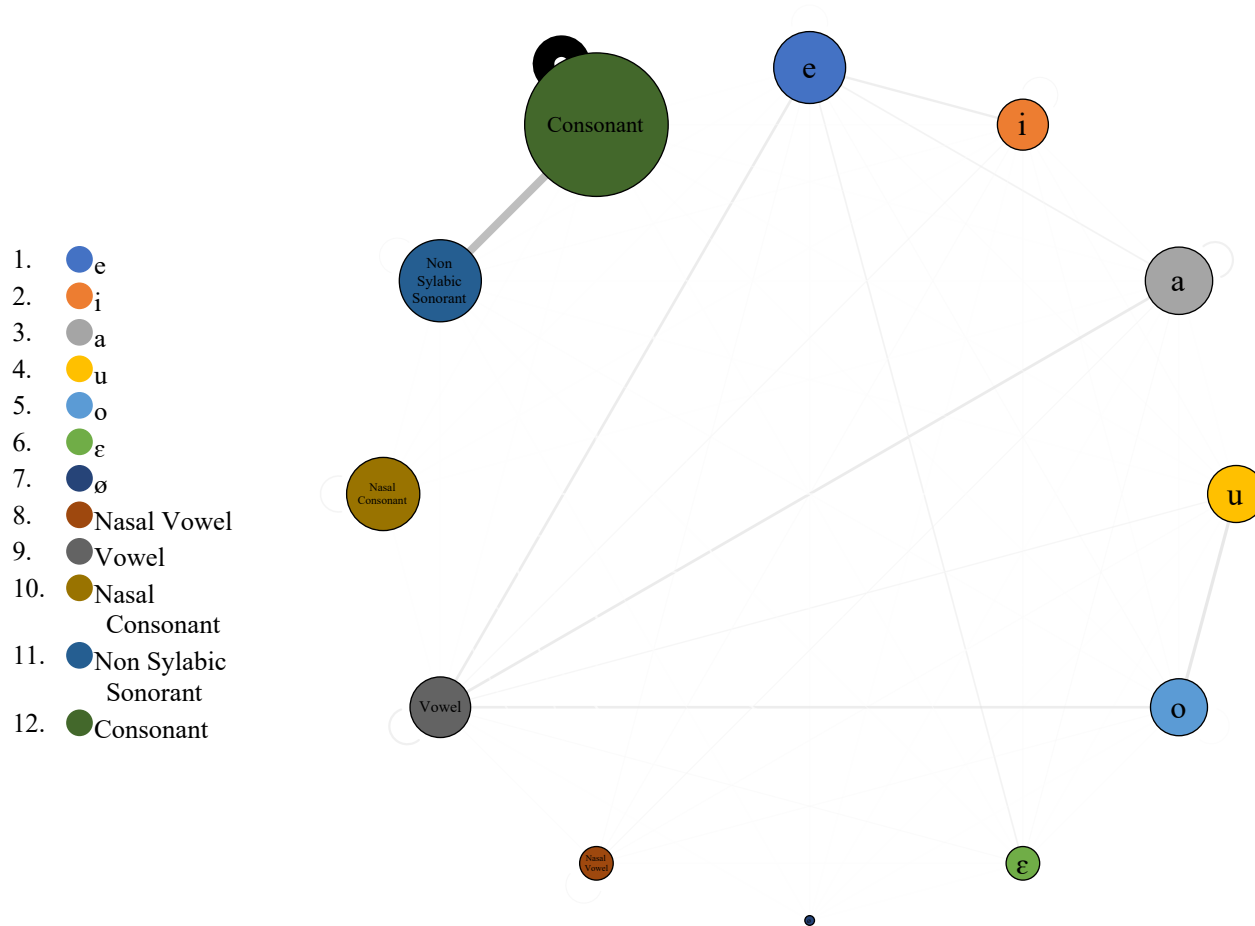 e
i
Consonant
a
Non
Sylabic
Sonorant
1. e
2. i
3. a
4. u
5. o
6. ε
7. ø
8. Nasal Vowel
9. Vowel
10. Nasal
Consonant
11. Non Sylabic
Sonorant
12. Consonant
Nasal
Consonant
u
Vowel
o
Nasal
Vowel
ε